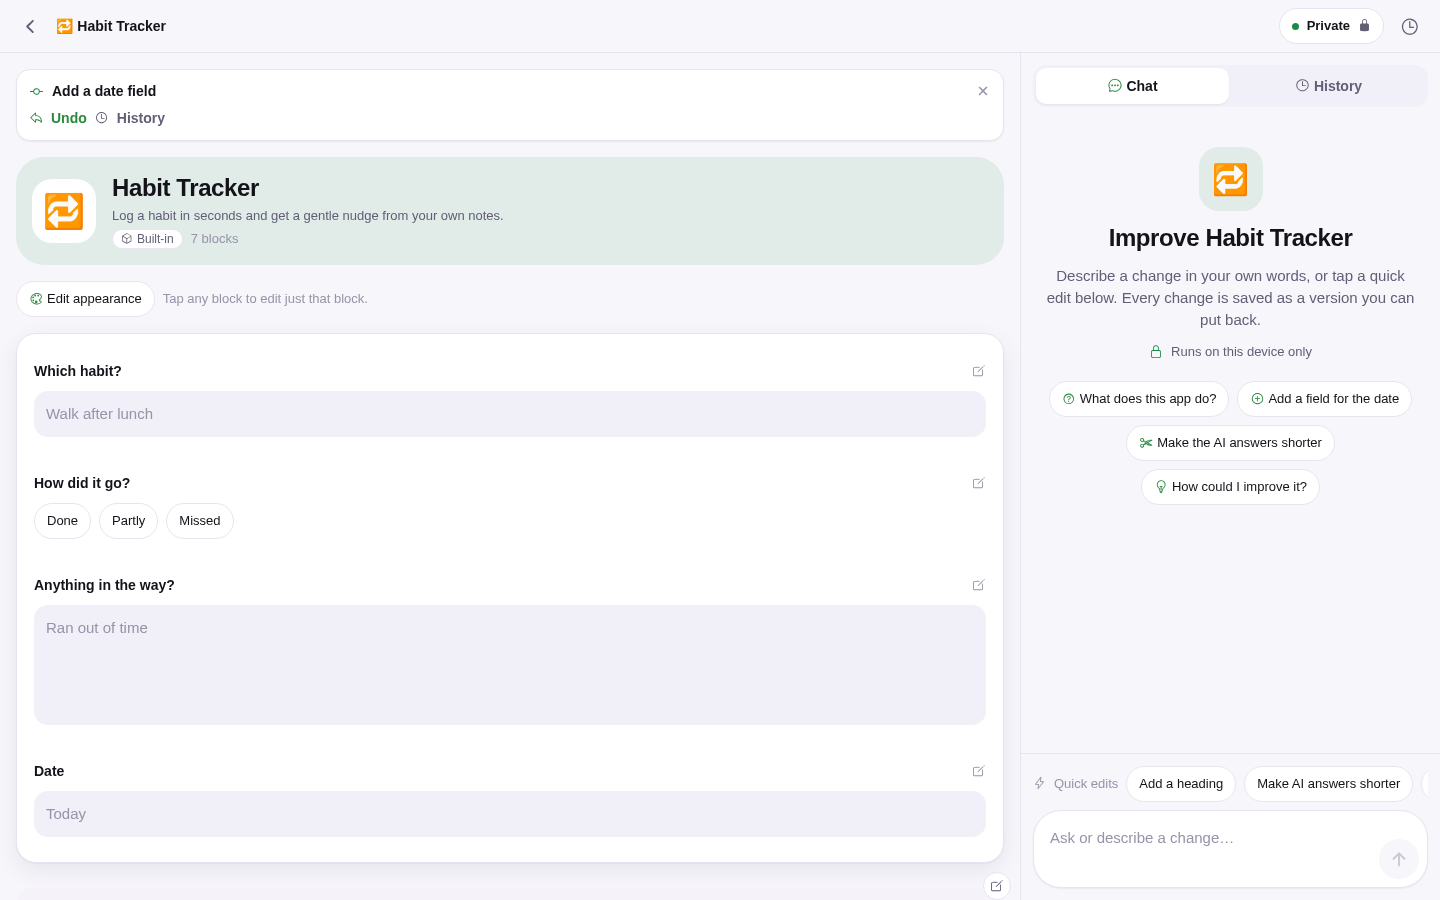 Habit Tracker
Private
Add a date field
Undo
History
Habit Tracker
Log a habit in seconds and get a gentle nudge from your own notes.
Built-in
7 blocks
Edit appearance
Tap any block to edit just that block.
Which habit?
Walk after lunch
How did it go?
Done
Partly
Missed
Anything in the way?
Ran out of time
Date
Today
Chat
History
Improve Habit Tracker
Describe a change in your own words, or tap a quick
edit below. Every change is saved as a version you can
put back.
Runs on this device only
What does this app do?
Add a field for the date
Make the AI answers shorter
How could I improve it?
Quick edits
Add a heading
Make AI answers shorter
Ask or describe a change…